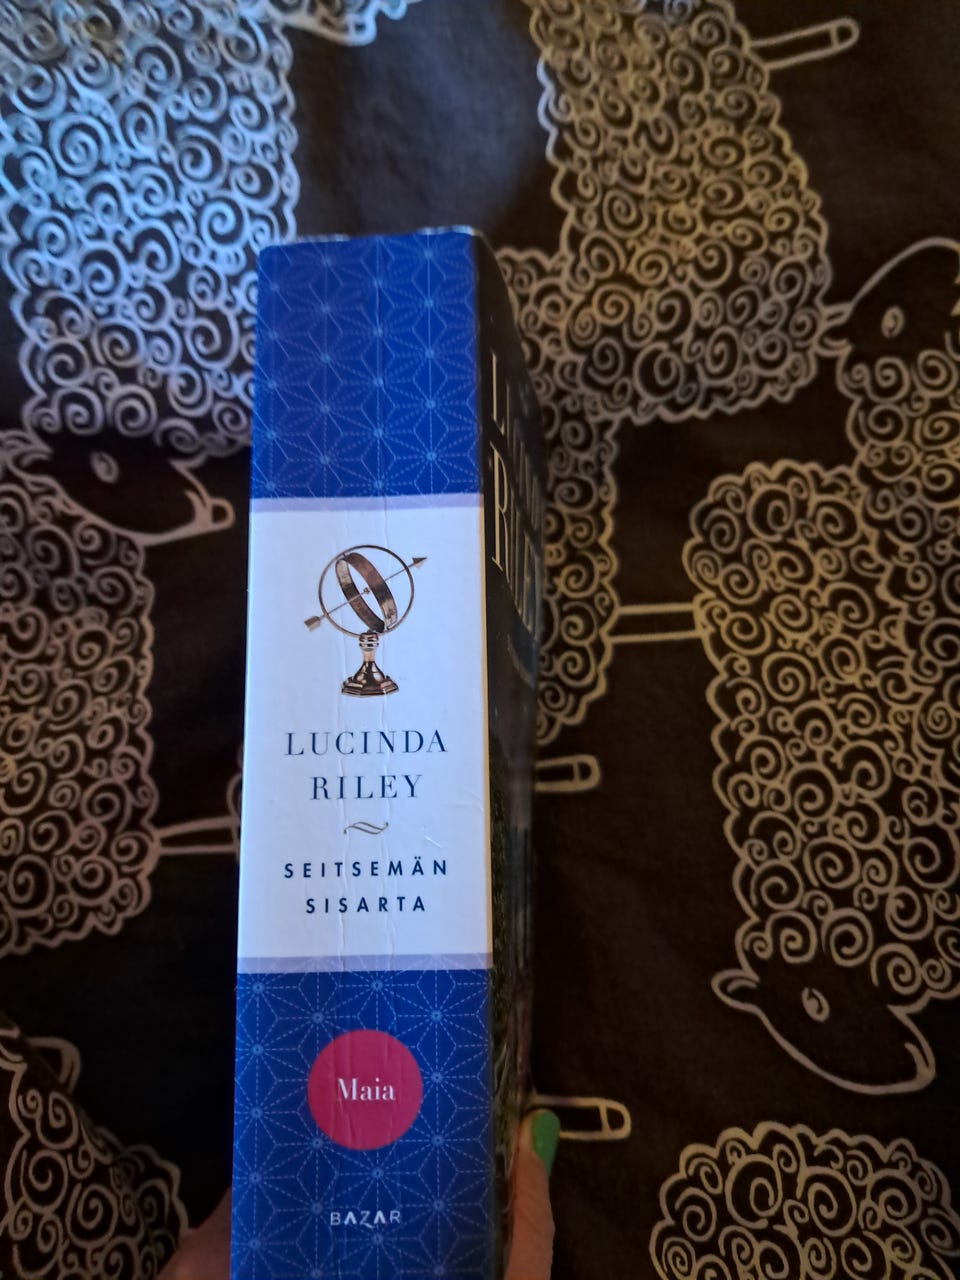 LUCINDA
RILEY
SEITSEMÄN
SISARTA
Maia
BAZAR